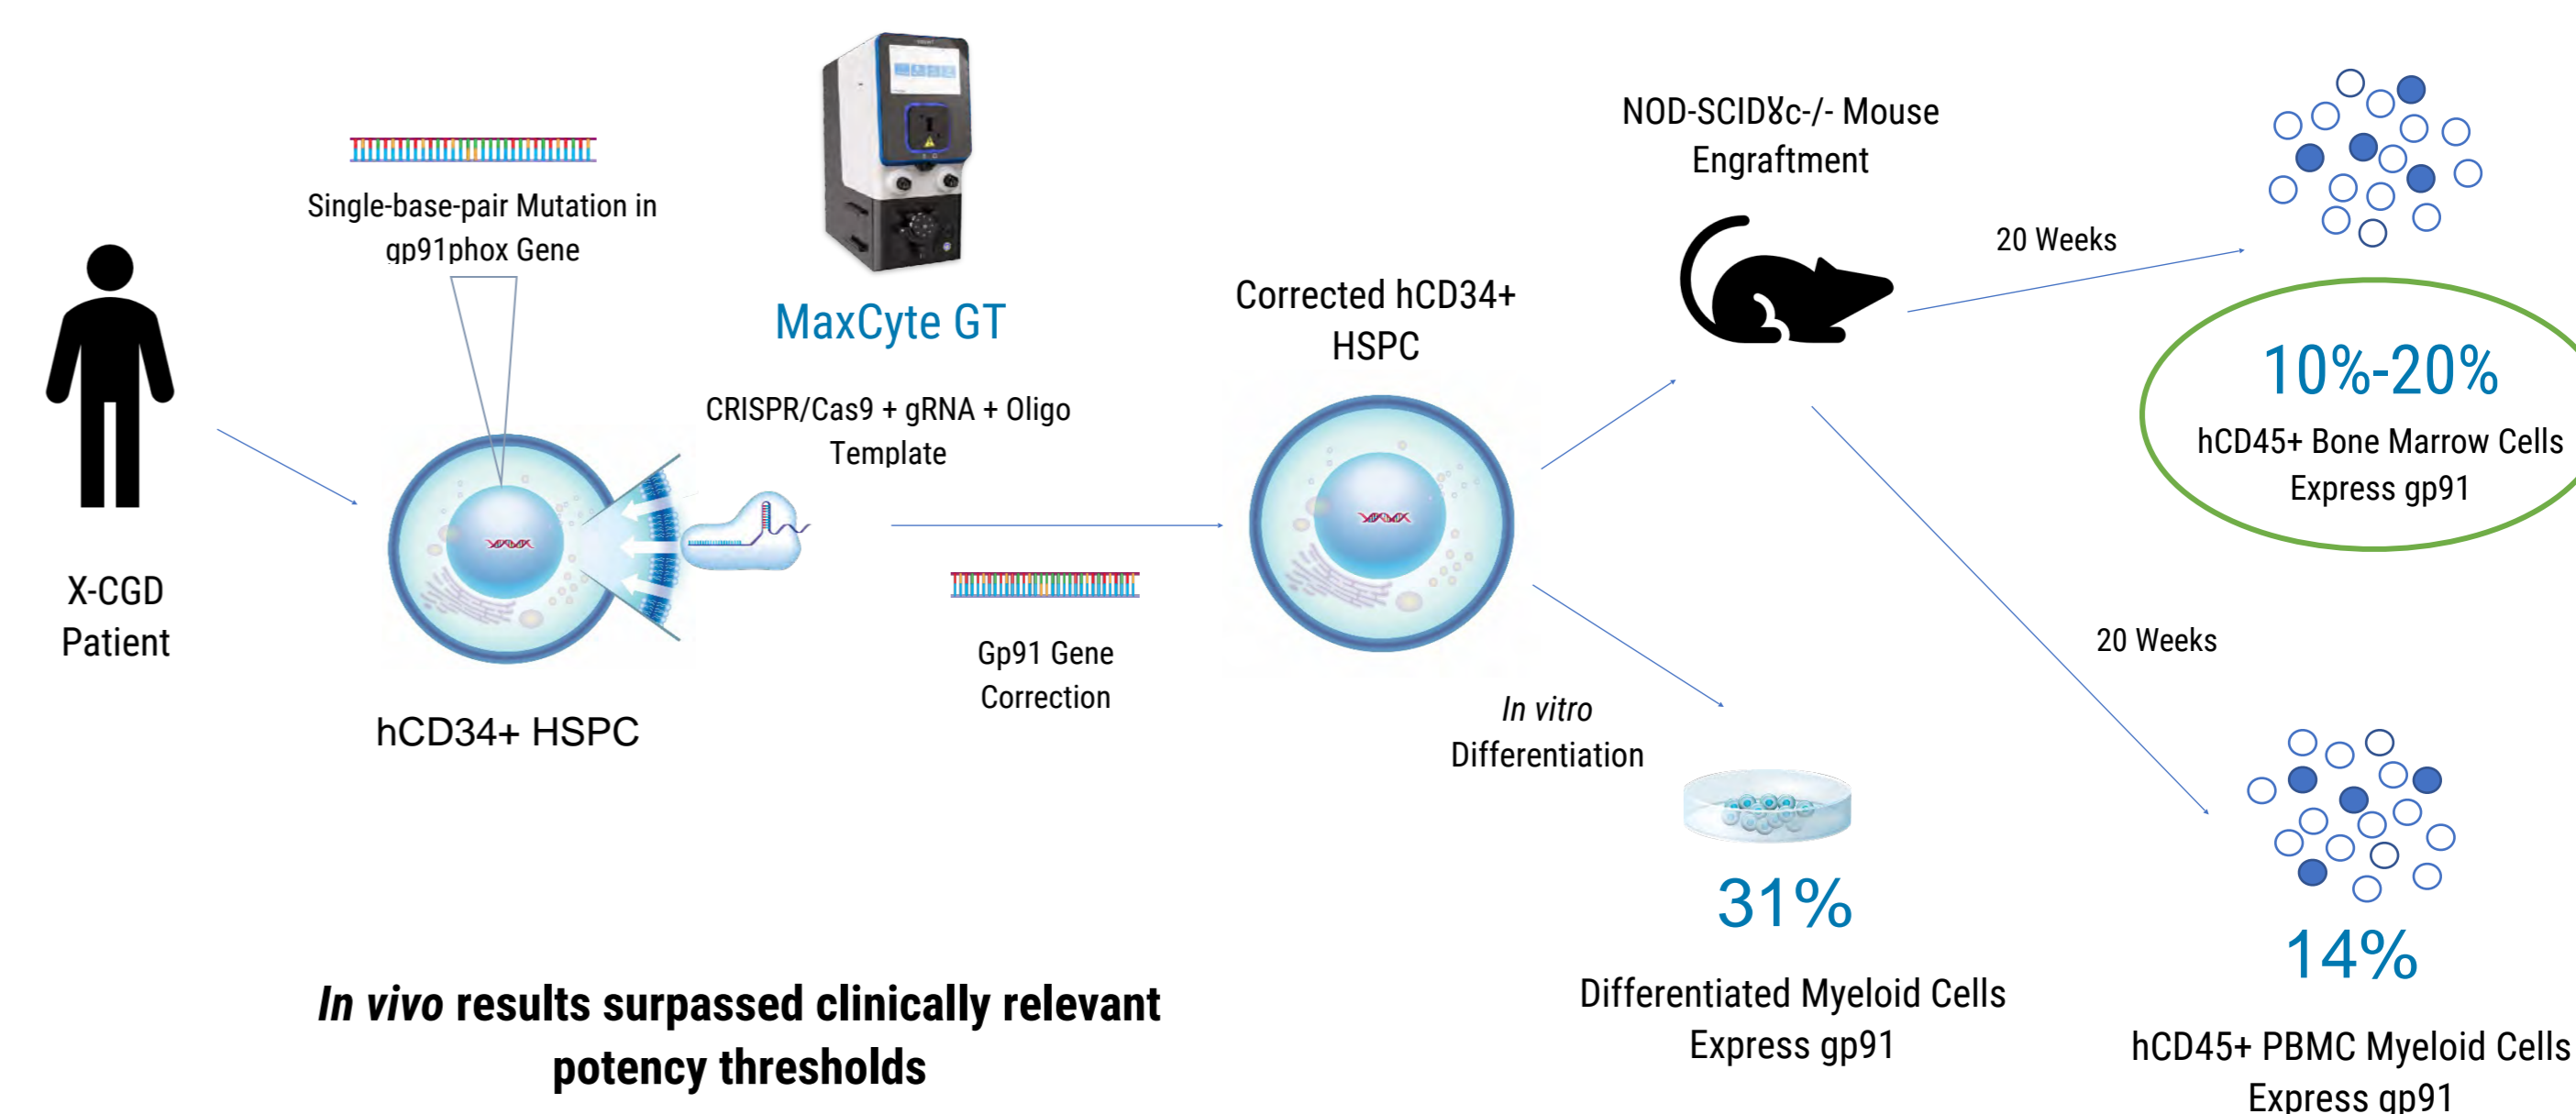 Single-base-pair Mutation in
gp91phox Gene
X-CGD
Patient
hCD34+ HSPC
MaxCyte GT
CRISPR/Cas9 + gRNA + Oligo
Template
Gp91 Gene
Correction
Corrected hCD34+
HSPC
NOD-SCIDɣc-/- Mouse
Engraftment
20 Weeks
10%-20%
hCD45+ Bone Marrow Cells
Express gp91
20 Weeks
In vitro
Differentiation
31%
Differentiated Myeloid Cells
Express gp91
14%
hCD45+ PBMC Myeloid Cells
Express gp91
In vivo results surpassed clinically relevant
potency thresholds